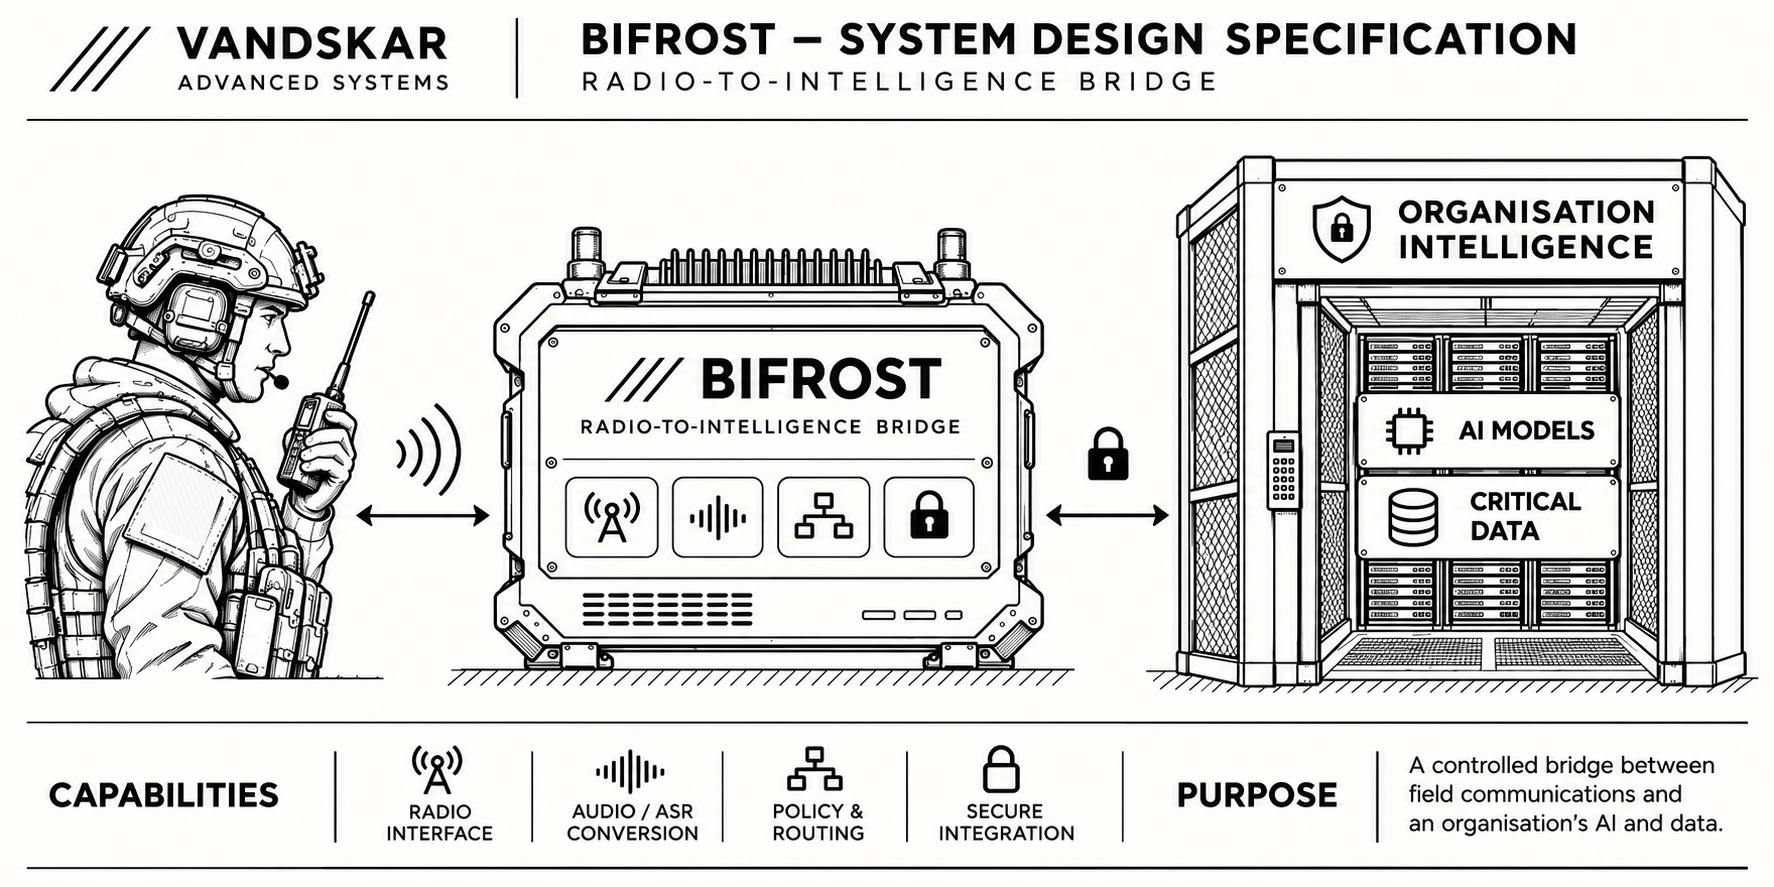 VANDSKAR
ADVANCED SYSTEMS
BIFROST – SYSTEM DESIGN SPECIFICATION
RADIO-TO-INTELLIGENCE BRIDGE
BIFROST
RADIO-TO-INTELLIGENCE BRIDGE
ORGANISATION
INTELLIGENCE
AI MODELS
CRITICAL
DATA
CAPABILITIES
RADIO
INTERFACE
AUDIO / ASR
CONVERSION
POLICY &
ROUTING
SECURE
INTEGRATION
PURPOSE
A controlled bridge between
field communications and
an organisation's AI and data.